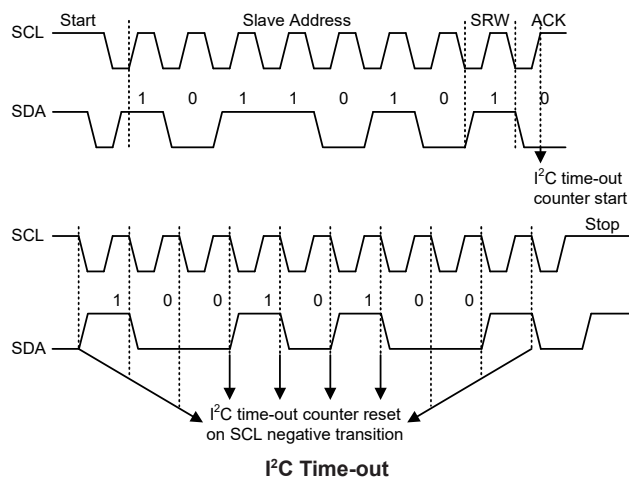 Start Slave Address SRW ACK
SCL
1 0 1 1 0 1 0 1 0
SDA
I²C time-out
counter start
SCL
Stop
1 0 0 1 0 1 0 0
SDA
I²C time-out counter reset
on SCL negative transition
I²C Time-out